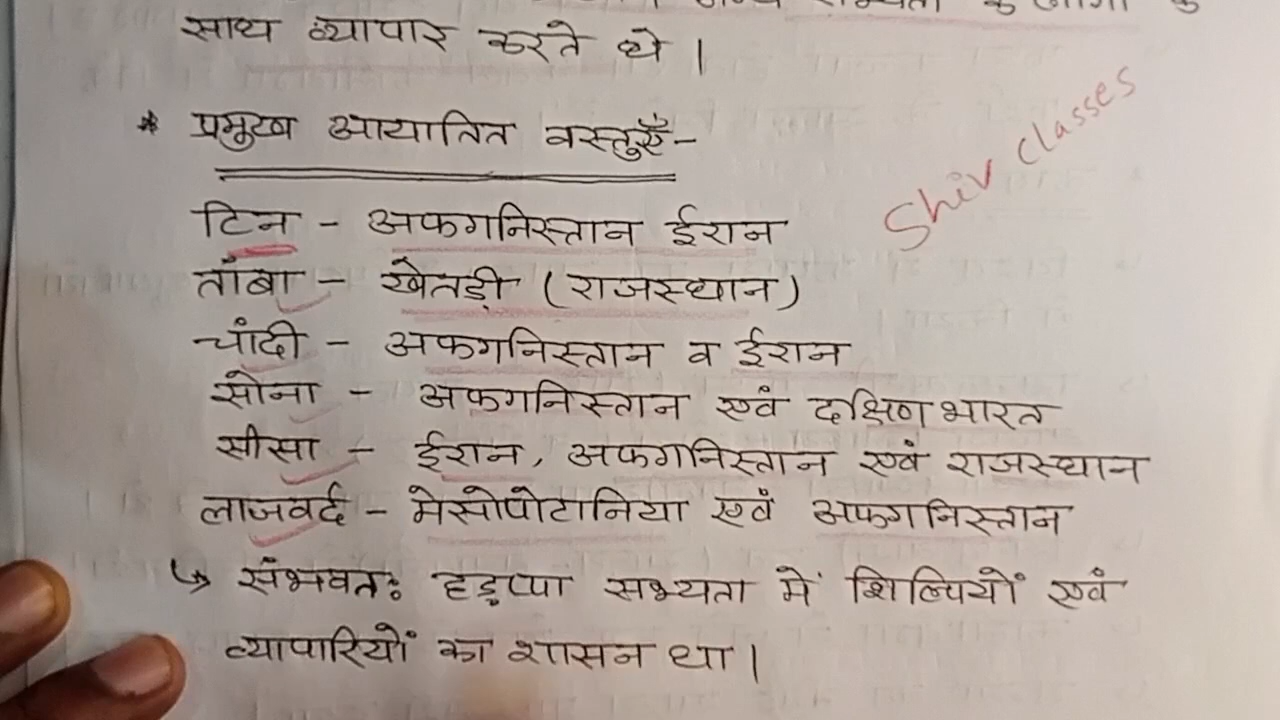 साथ व्यापार करते थे।
* प्रमुख आयातित वस्तुएँ-
Shiv classes
टिन - अफगनिस्तान ईरान
तांबा - खेतड़ी (राजस्थान)
चांदी - अफगनिस्तान व ईरान
सोना - अफगनिस्तान एवं दक्षिण भारत
सीसा - ईरान, अफगनिस्तान एवं राजस्थान
लाजवर्द - मेसोपोटानिया एवं अफगनिस्तान
↳ संभवतः हड़प्पा सभ्यता में शिल्पियों एवं
व्यापारियों का शासन था।